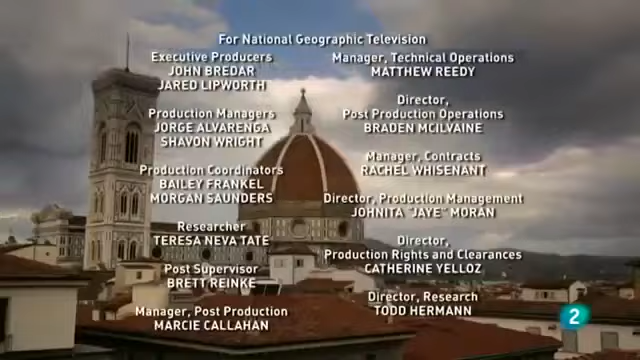 For National Geographic Television
Executive Producers
JOHN BREDAR
JARED LIPWORTH
Production Managers
JORGE ALVARENGA
SHAVON WRIGHT
Production Coordinators
BAILEY FRANKEL
MORGAN SAUNDERS
Researcher
TERESA NEVA TATE
Post Supervisor
BRETT REINKE
Manager, Post Production
MARCIE CALLAHAN
Manager, Technical Operations
MATTHEW REEDY
Director,
Post Production Operations
BRADEN MCILVAINE
Manager, Contracts
RACHEL WHISENANT
Director, Production Management
JOHNITA "JAYE" MORAN
Director,
Production Rights and Clearances
CATHERINE YELLOZ
Director, Research
TODD HERMANN
2